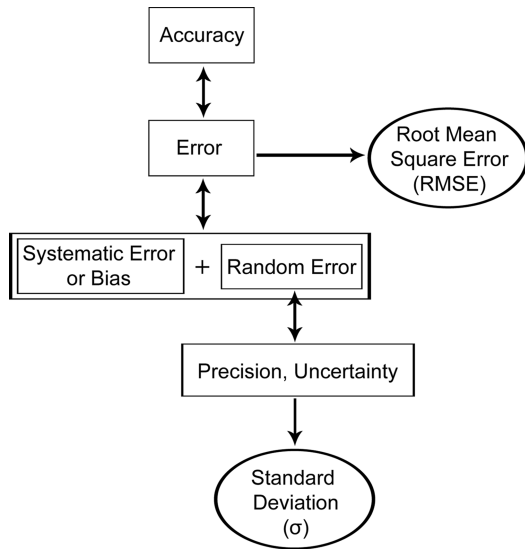 Accuracy
Error
Root Mean
Square Error
(RMSE)
Systematic Error
or Bias
+
Random Error
Precision, Uncertainty
Standard
Deviation
(σ)